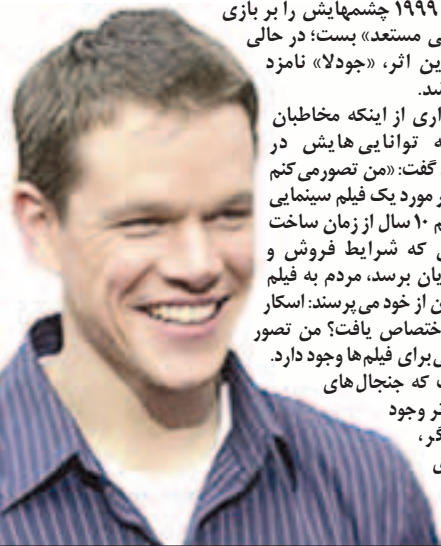 ۱۹۹۹ چشمهایش را بر بازی
ی مستعد» بست؛ در حالی
ین اثر، «جودلا» نامزد
شد.
اری از اینکه مخاطبان
ه توانایی‌هایش در
گفت: «من تصور می‌کنم
ر مورد یک فیلم سینمایی
م ۱۰ سال از زمان ساخت
که شرایط فروش و
یان برسد، مردم به فیلم
ن از خود می‌پرسند: اسکار
ختصاص یافت؟ من تصور
ی برای فیلم‌ها وجود دارد.
که جنجال‌های
تر وجود
گر،
ی